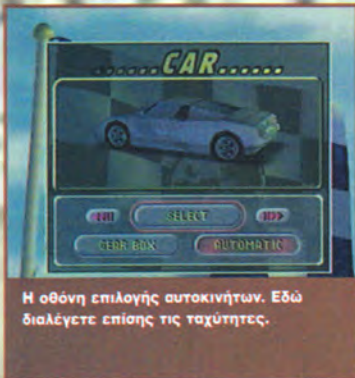 ......CAR......
SELECT
GEAR BOX
AUTOMATIC
Η οθόνη επιλογής αυτοκινήτων. Εδώ
διαλέγετε επίσης τις ταχύτητες.